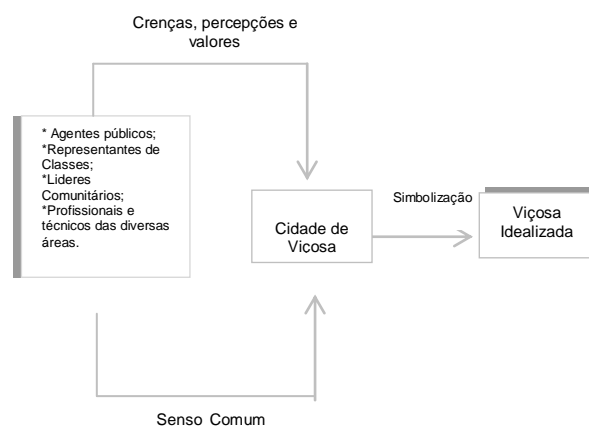 Crenças, percepções e
valores
* Agentes públicos;
*Representantes de
Classes;
*Lideres
Comunitários;
*Profissionais e
técnicos das diversas
áreas.
Cidade de
Vicosa
Simbolização
Viçosa
Idealizada
Senso Comum